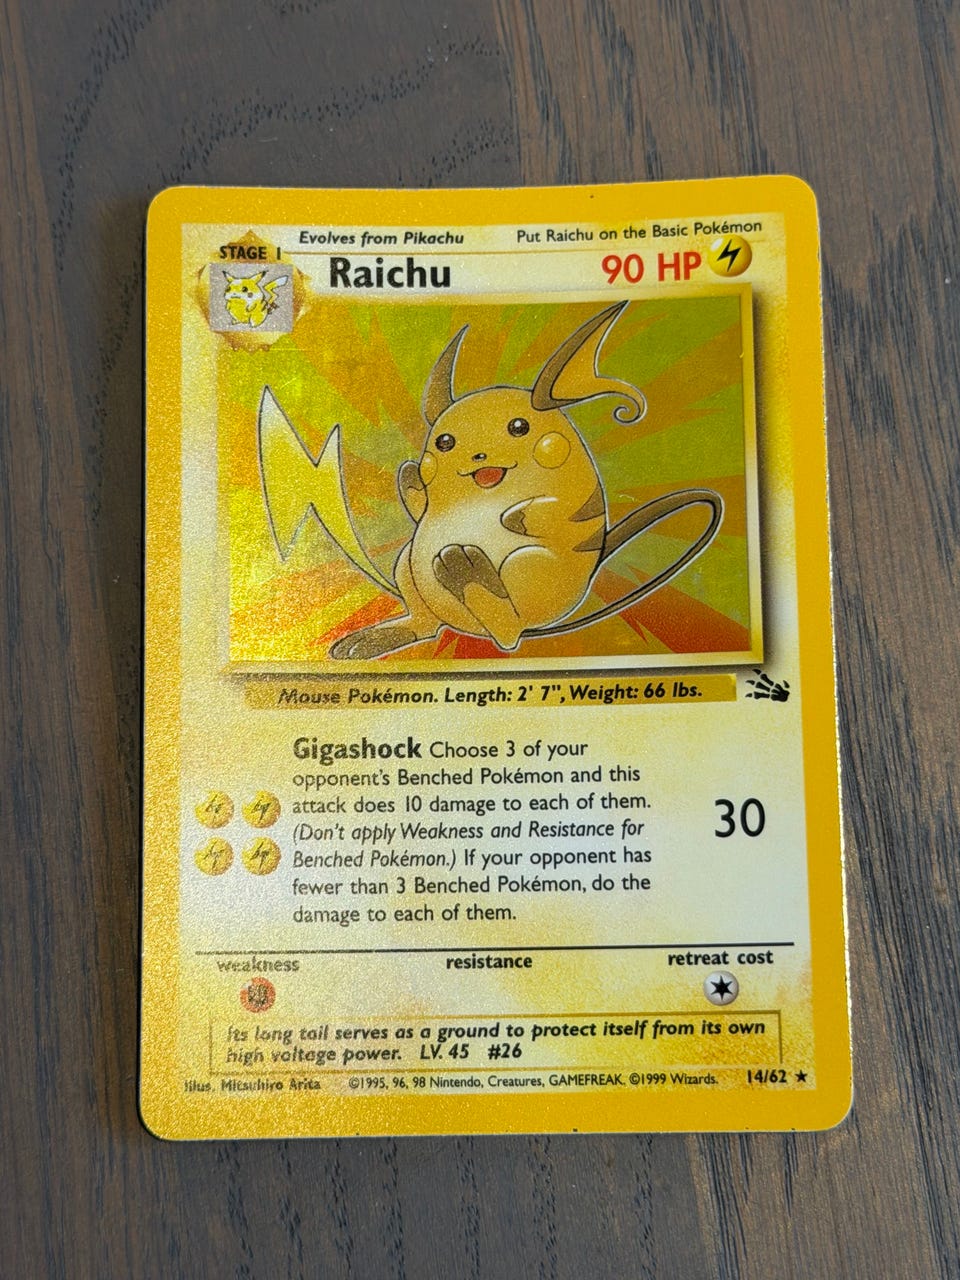 STAGE 1
Evolves from Pikachu
Put Raichu on the Basic Pokémon
Raichu
90 HP
Mouse Pokémon. Length: 2' 7", Weight: 66 lbs.
Gigashock Choose 3 of your
opponent's Benched Pokémon and this
attack does 10 damage to each of them.
(Don't apply Weakness and Resistance for
Benched Pokémon.) If your opponent has
fewer than 3 Benched Pokémon, do the
damage to each of them.
30
weakness
resistance
retreat cost
Its long tail serves as a ground to protect itself from its own
high voltage power. LV. 45 #26
Illus. Mitsuhiro Arita
©1995, 96, 98 Nintendo, Creatures, GAMEFREAK. ©1999 Wizards.
14/62 ★